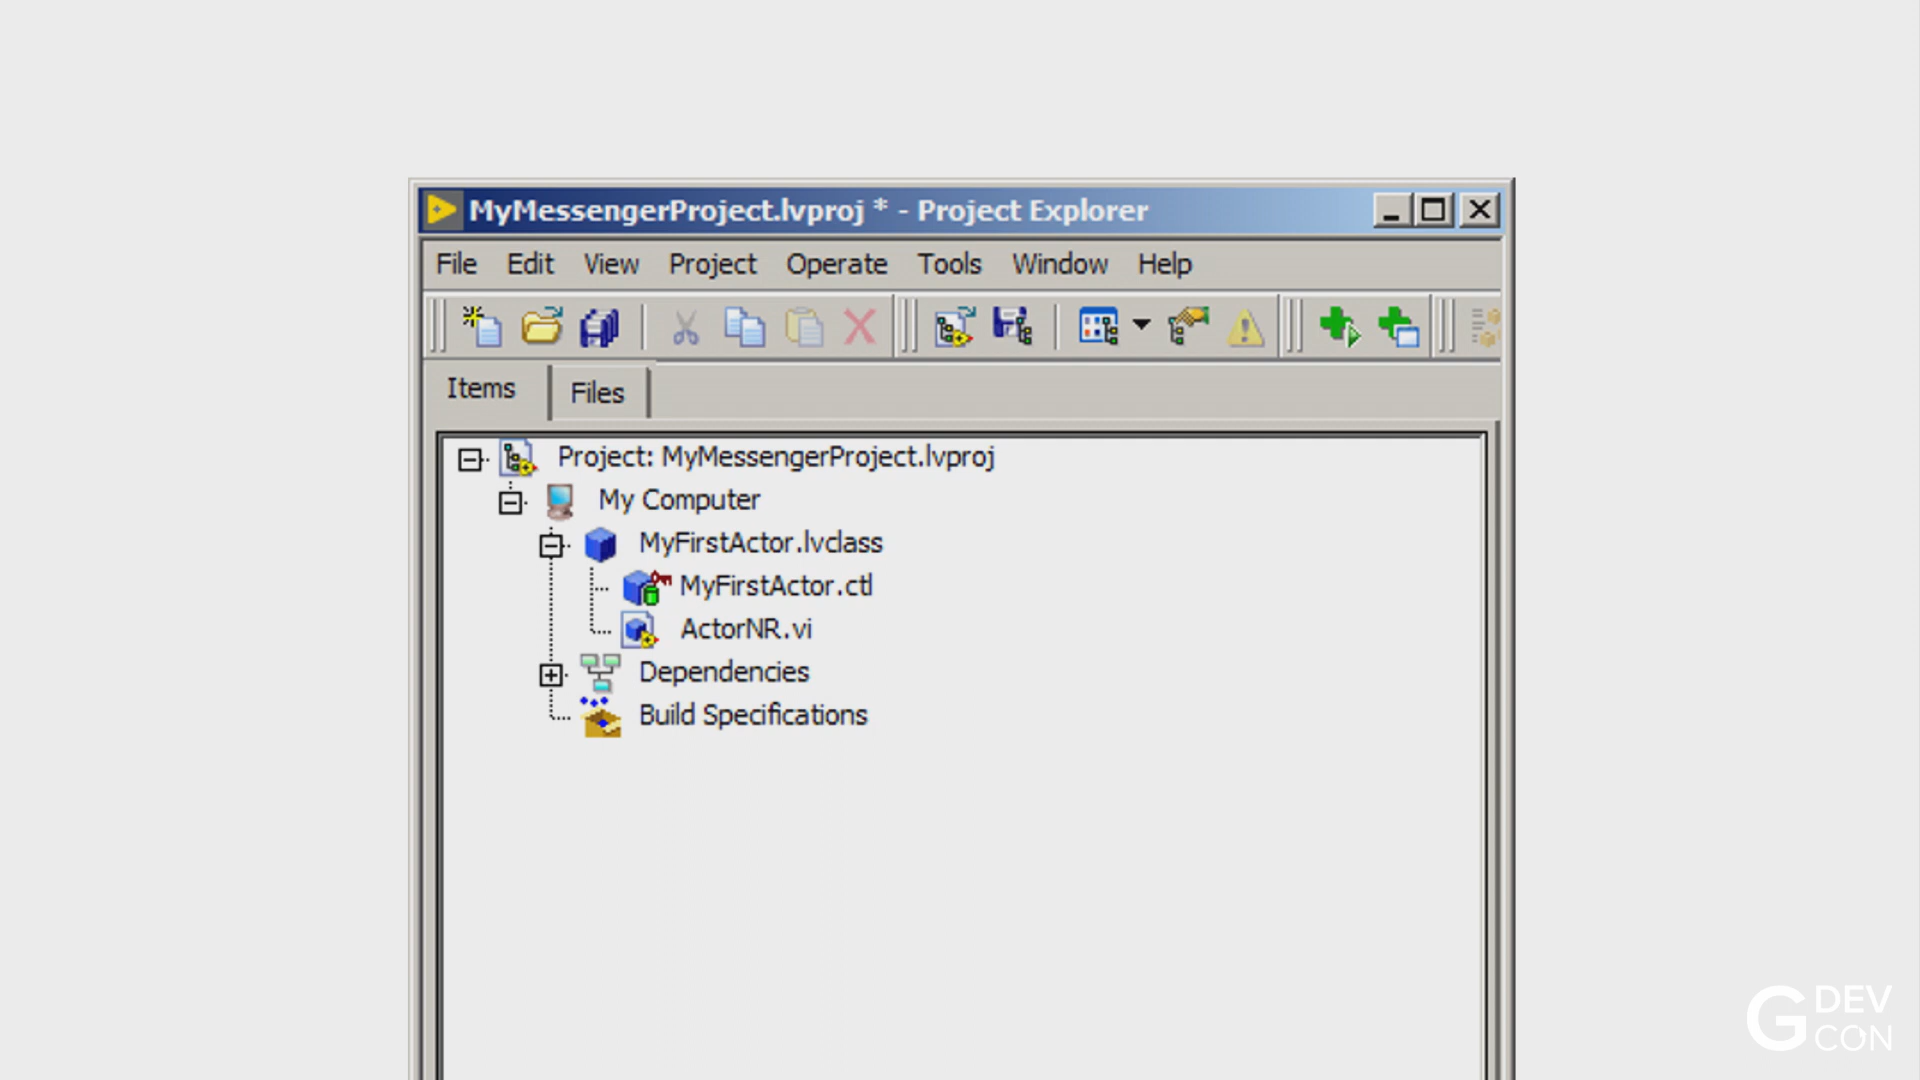 MyMessengerProject.lvproj * - Project Explorer
File Edit View Project Operate Tools Window Help
Items Files
Project: MyMessengerProject.lvproj
My Computer
MyFirstActor.lvclass
MyFirstActor.ctl
ActorNR.vi
Dependencies
Build Specifications
G DEV
CON